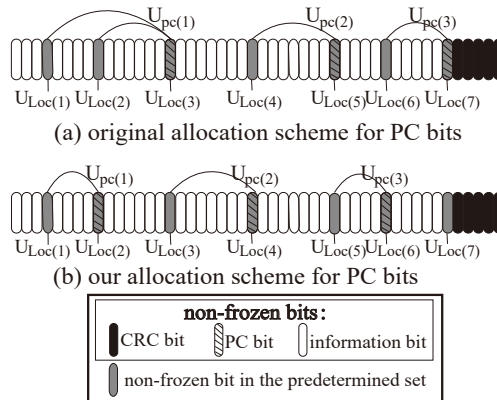 U_pc(1) U_pc(2) U_pc(3)
U_Loc(1) U_Loc(2) U_Loc(3) U_Loc(4) U_Loc(5) U_Loc(6) U_Loc(7)
(a) original allocation scheme for PC bits
U_pc(1) U_pc(2) U_pc(3)
U_Loc(1) U_Loc(2) U_Loc(3) U_Loc(4) U_Loc(5) U_Loc(6) U_Loc(7)
(b) our allocation scheme for PC bits
non-frozen bits:
CRC bit PC bit information bit
non-frozen bit in the predetermined set